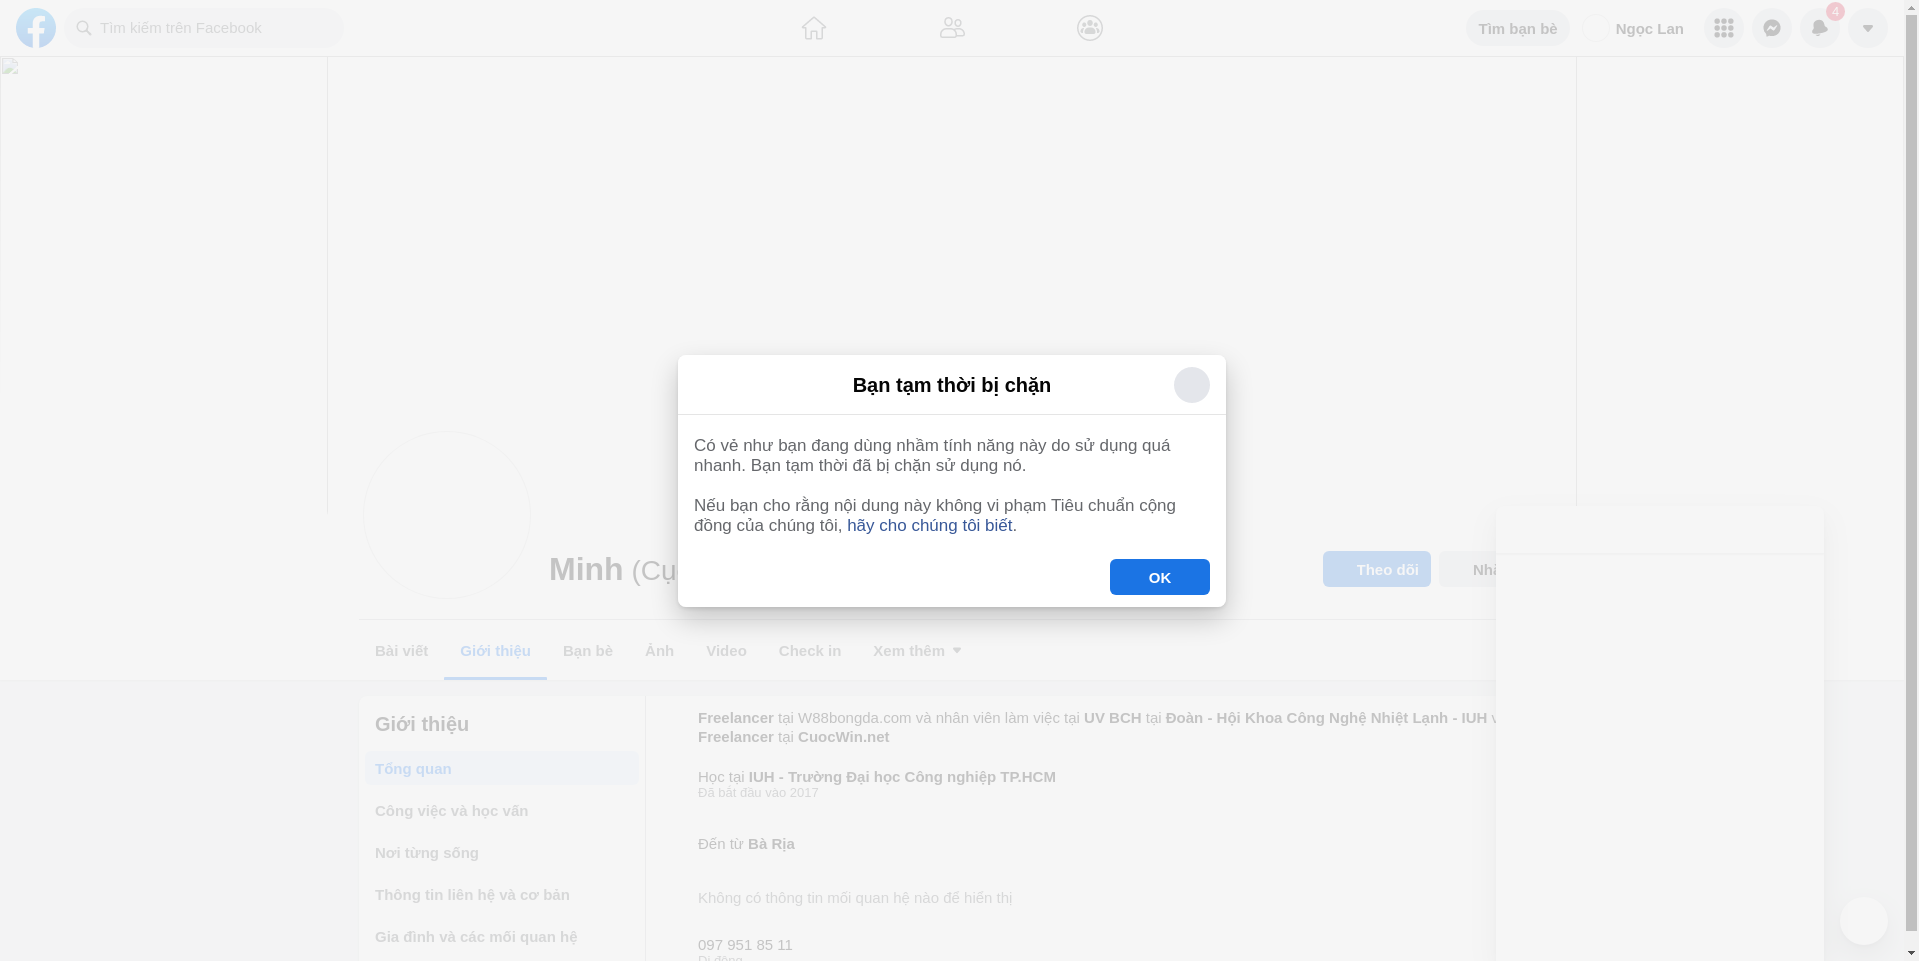 Tìm kiếm trên Facebook
Tìm bạn bè
Ngọc Lan
4
Bạn tạm thời bị chặn
Có vẻ như bạn đang dùng nhầm tính năng này do sử dụng quá
nhanh. Bạn tạm thời đã bị chặn sử dụng nó.
Nếu bạn cho rằng nội dung này không vi phạm Tiêu chuẩn cộng
đồng của chúng tôi, hãy cho chúng tôi biết.
OK
Minh (Cuộ
Theo dõi
Bài viết
Giới thiệu
Bạn bè
Ảnh
Video
Check in
Xem thêm
Giới thiệu
Tổng quan
Công việc và học vấn
Nơi từng sống
Thông tin liên hệ và cơ bản
Gia đình và các mối quan hệ
Freelancer tại W88bongda.com và nhân viên làm việc tại UV BCH tại Đoàn - Hội Khoa Công Nghệ Nhiệt Lạnh - IUH v
Freelancer tại CuocWin.net
Học tại IUH - Trường Đại học Công nghiệp TP.HCM
Đã bắt đầu vào 2017
Đến từ Bà Rịa
Không có thông tin mối quan hệ nào để hiển thị
097 951 85 11
Di động